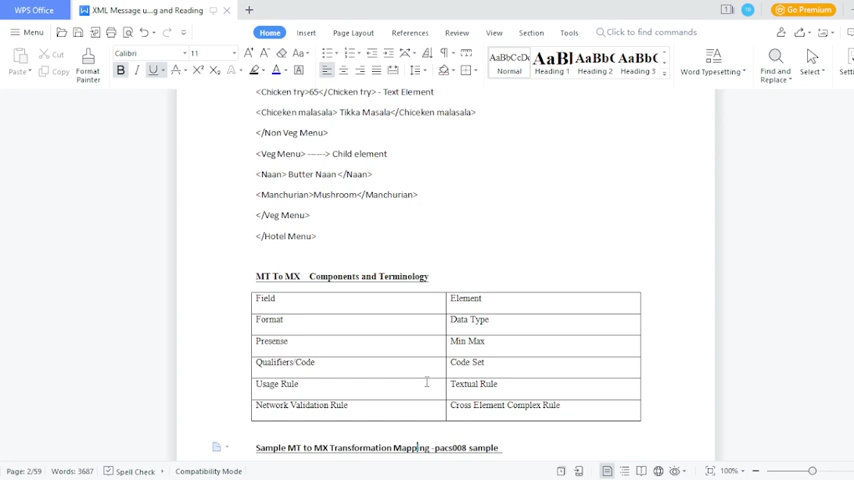 WPS Office
XML Message u...g and Reading
Go Premium
Menu
Home
Insert
Page Layout
References
Review
View
Section
Tools
Click to find commands
Paste
Cut
Copy
Format Painter
Calibri
11
AaBbCcDc
Normal
AaBl
Heading 1
AaBb(
Heading 2
AaBb(
Heading 3
Word Typesetting
Find and Replace
Select
Setti
<Chicken fry>65</Chicken fry> - Text Element
<Chiceken malasala> Tikka Masala</Chiceken malasala>
</Non Veg Menu>
<Veg Menu> ------> Child element
<Naan> Butter Naan </Naan>
<Manchurian>Mushroom</Manchurian>
</Veg Menu>
</Hotel Menu>
MT To MX Components and Terminology
Field Element
Format Data Type
Presense Min Max
Qualifiers/Code Code Set
Usage Rule Textual Rule
Network Validation Rule Cross Element Complex Rule
Sample MT to MX Transformation Mapping -pacs008 sample
Page: 2/59
Words: 3687
Spell Check
Compatibility Mode
100%